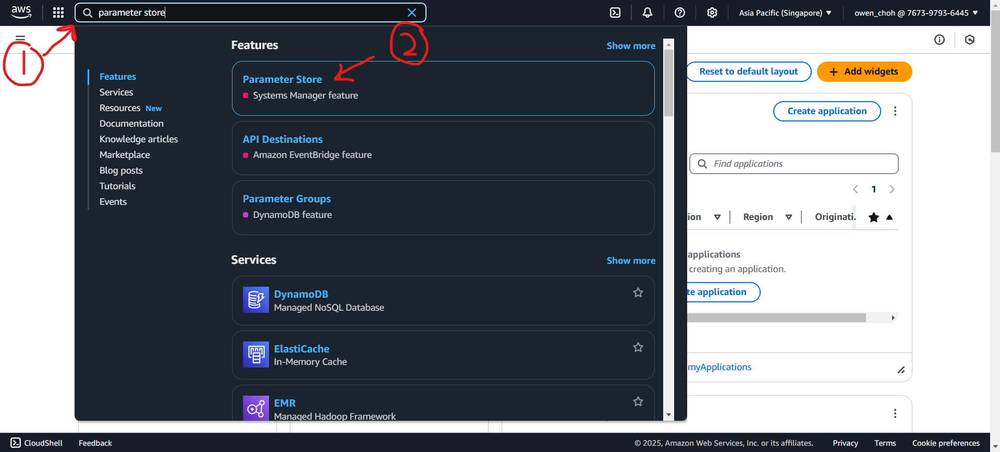 aws
parameter store
Asia Pacific (Singapore)
owen_choh @ 7673-9793-6445
1
2
Features
Services
Resources New
Documentation
Knowledge articles
Marketplace
Blog posts
Tutorials
Events
Features
Show more
Parameter Store
Systems Manager feature
API Destinations
Amazon EventBridge feature
Parameter Groups
DynamoDB feature
Services
Show more
DynamoDB
Managed NoSQL Database
ElastiCache
In-Memory Cache
EMR
Managed Hadoop Framework
Reset to default layout
+ Add widgets
Create application
Find applications
1
ion
Region
Originati.
applications
creating an application.
te application
myApplications
CloudShell
Feedback
© 2025, Amazon Web Services, Inc. or its affiliates.
Privacy
Terms
Cookie preferences